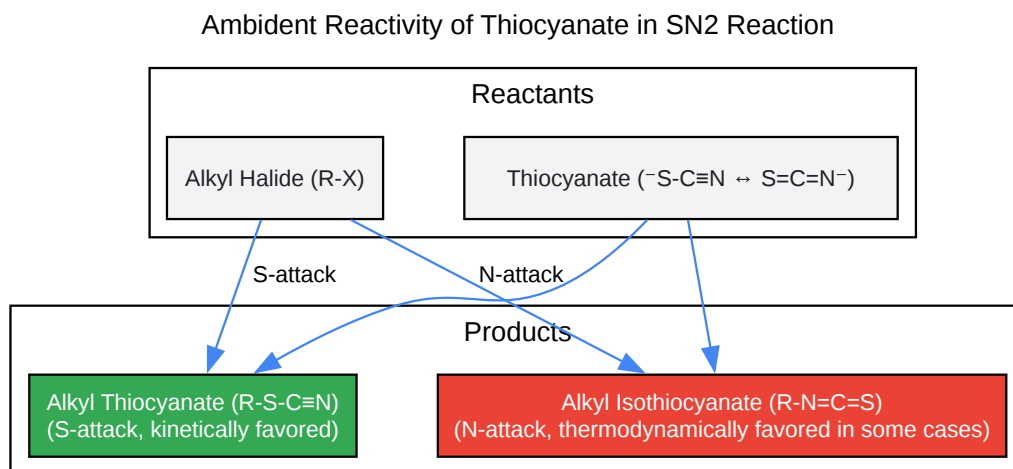 Ambident Reactivity of Thiocyanate in SN2 Reaction
Reactants
Alkyl Halide (R-X)
Thiocyanate (⁻S-C≡N ↔ S=C=N⁻)
S-attack
N-attack
Products
Alkyl Thiocyanate (R-S-C≡N)
(S-attack, kinetically favored)
Alkyl Isothiocyanate (R-N=C=S)
(N-attack, thermodynamically favored in some cases)